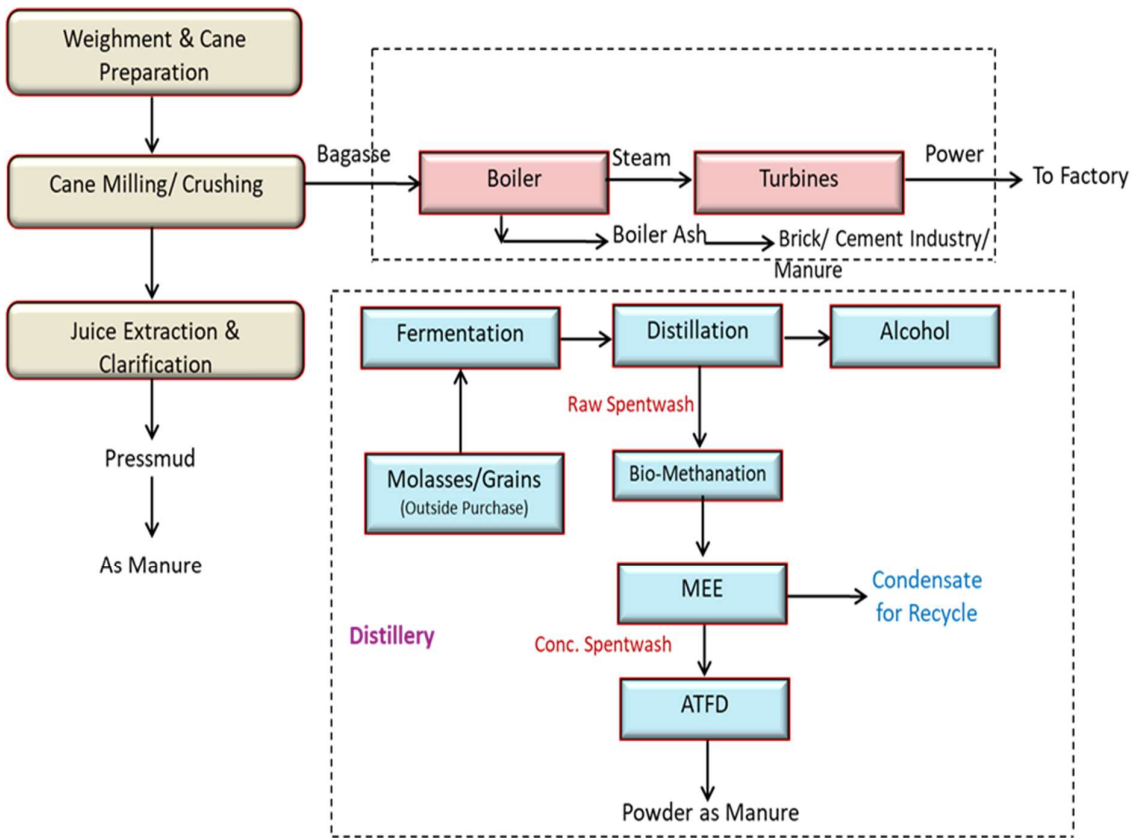 Weighment & Cane
Preparation
Cane Milling/ Crushing
Bagasse
Boiler
Steam
Turbines
Power
To Factory
Boiler Ash
Brick/ Cement Industry/
Manure
Juice Extraction &
Clarification
Pressmud
As Manure
Fermentation
Distillation
Alcohol
Raw Spentwash
Molasses/Grains
(Outside Purchase)
Bio-Methanation
MEE
Condensate
for Recycle
Distillery
Conc. Spentwash
ATFD
Powder as Manure